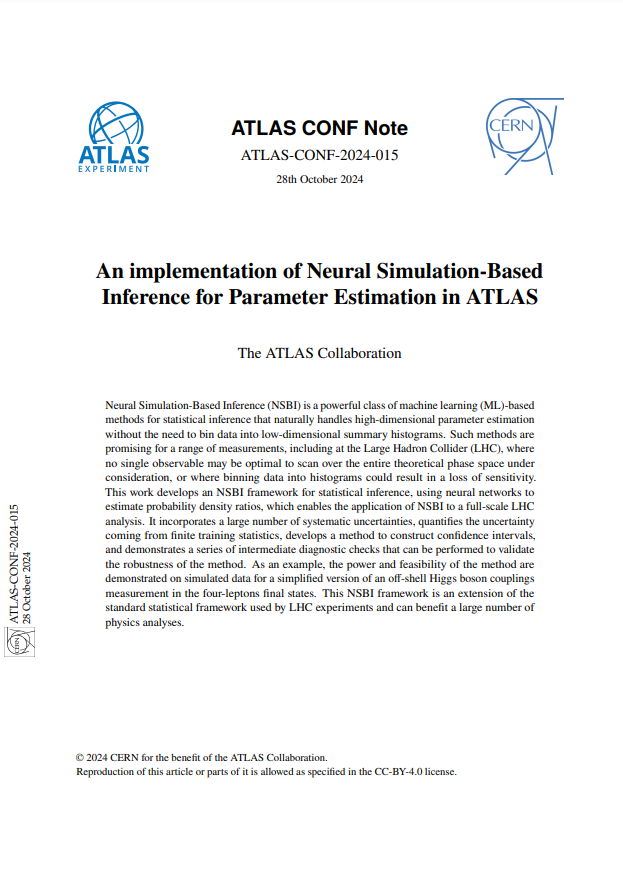 ATLAS
EXPERIMENT
ATLAS CONF Note
ATLAS-CONF-2024-015
28th October 2024
CERN
An implementation of Neural Simulation-Based
Inference for Parameter Estimation in ATLAS
The ATLAS Collaboration
Neural Simulation-Based Inference (NSBI) is a powerful class of machine learning (ML)-based
methods for statistical inference that naturally handles high-dimensional parameter estimation
without the need to bin data into low-dimensional summary histograms. Such methods are
promising for a range of measurements, including at the Large Hadron Collider (LHC), where
no single observable may be optimal to scan over the entire theoretical phase space under
consideration, or where binning data into histograms could result in a loss of sensitivity.
This work develops an NSBI framework for statistical inference, using neural networks to
estimate probability density ratios, which enables the application of NSBI to a full-scale LHC
analysis. It incorporates a large number of systematic uncertainties, quantifies the uncertainty
coming from finite training statistics, develops a method to construct confidence intervals,
and demonstrates a series of intermediate diagnostic checks that can be performed to validate
the robustness of the method. As an example, the power and feasibility of the method are
demonstrated on simulated data for a simplified version of an off-shell Higgs boson couplings
measurement in the four-leptons final states. This NSBI framework is an extension of the
standard statistical framework used by LHC experiments and can benefit a large number of
physics analyses.
ATLAS-CONF-2024-015
28 October 2024
CERN
© 2024 CERN for the benefit of the ATLAS Collaboration.
Reproduction of this article or parts of it is allowed as specified in the CC-BY-4.0 license.